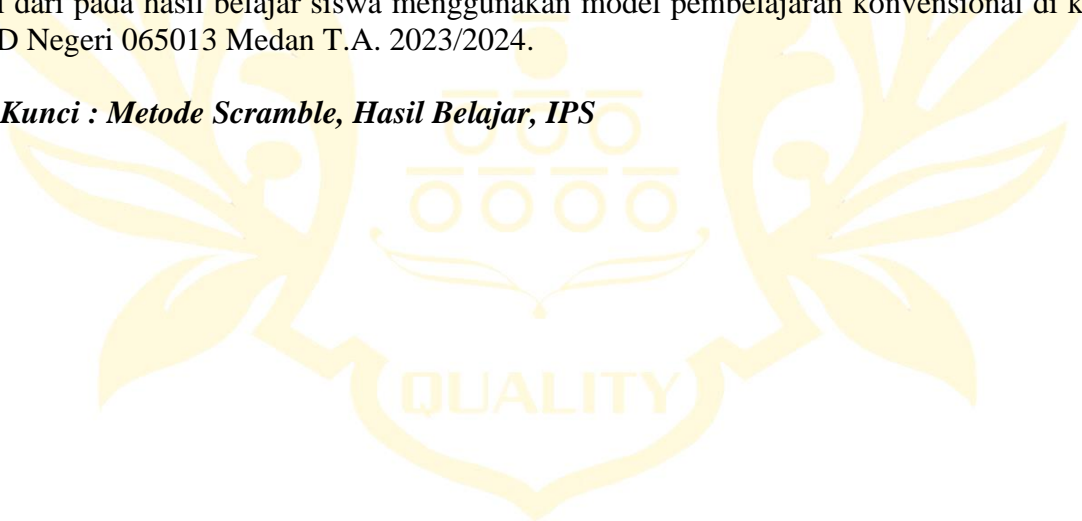 dari pada hasil belajar siswa menggunakan model pembelajaran konvensional di k
D Negeri 065013 Medan T.A. 2023/2024.
Kunci : Metode Scramble, Hasil Belajar, IPS
QUALITY